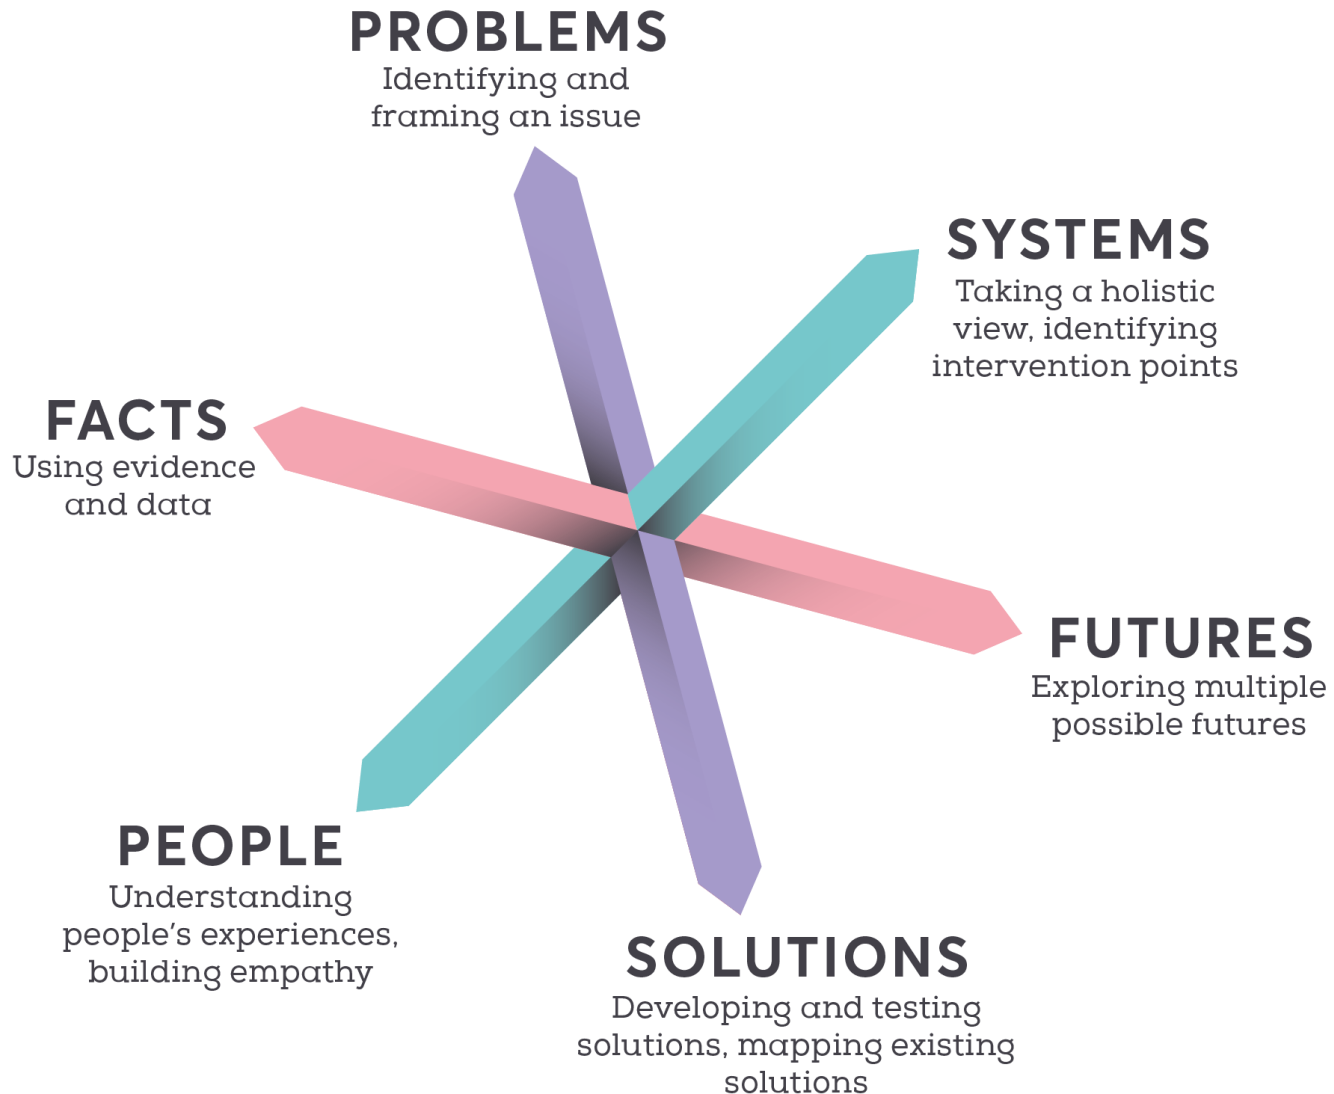 PROBLEMS
Identifying and
framing an issue
SYSTEMS
Taking a holistic
view, identifying
intervention points
FACTS
Using evidence
and data
FUTURES
Exploring multiple
possible futures
PEOPLE
Understanding
people's experiences,
building empathy
SOLUTIONS
Developing and testing
solutions, mapping existing
solutions